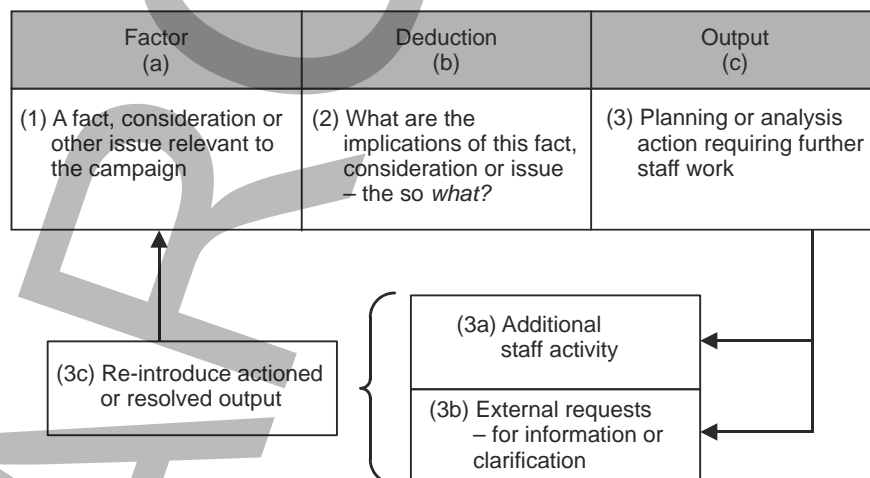 Factor
(a)
Deduction
(b)
Output
(c)
(1) A fact, consideration or
other issue relevant to
the campaign
(2) What are the
implications of this fact,
consideration or issue
– the so what?
(3) Planning or analysis
action requiring further
staff work
(3a) Additional
staff activity
(3b) External requests
– for information or
clarification
(3c) Re-introduce actioned
or resolved output